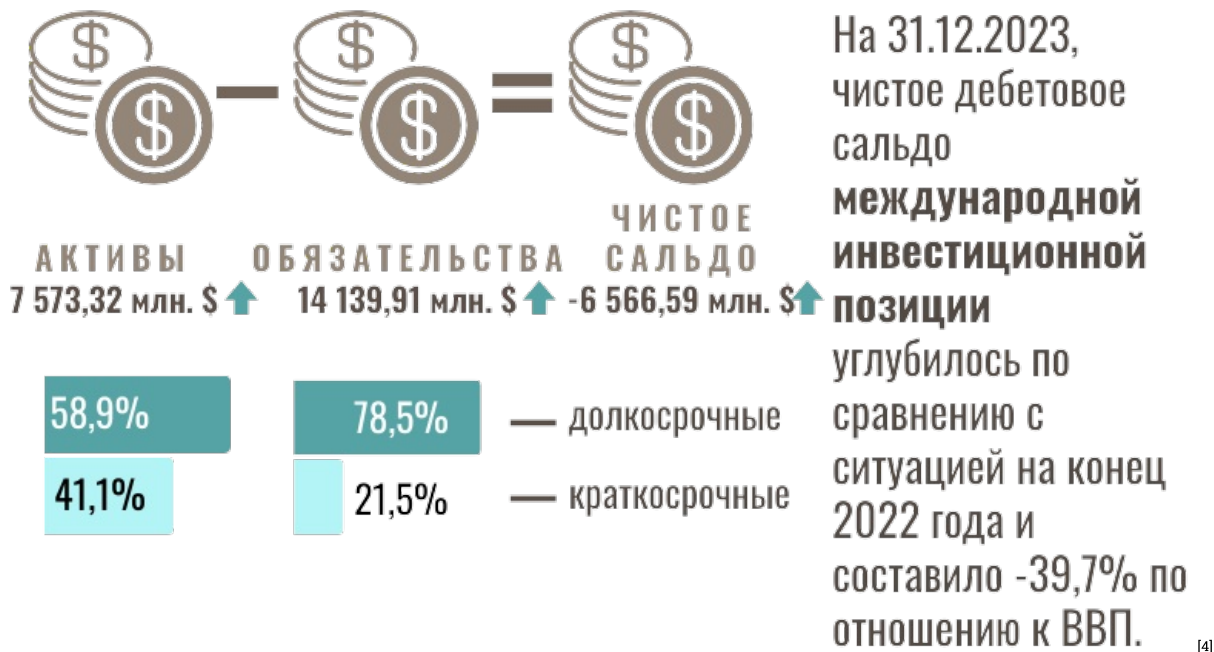 $ $ $ $ $ $
ЧИСТОЕ
АКТИВЫ ОБЯЗАТЕЛЬСТВА САЛЬДО
7 573,32 млн. $ 14 139,91 млн. $ -6 566,59 млн. $
58,9% 78,5% — долкосрочные
41,1% 21,5% — краткосрочные
На 31.12.2023,
чистое дебетовое
сальдо
международной
инвестиционной
позиции
углубилось по
сравнению с
ситуацией на конец
2022 года и
составило -39,7% по
отношению к ВВП.
[4]